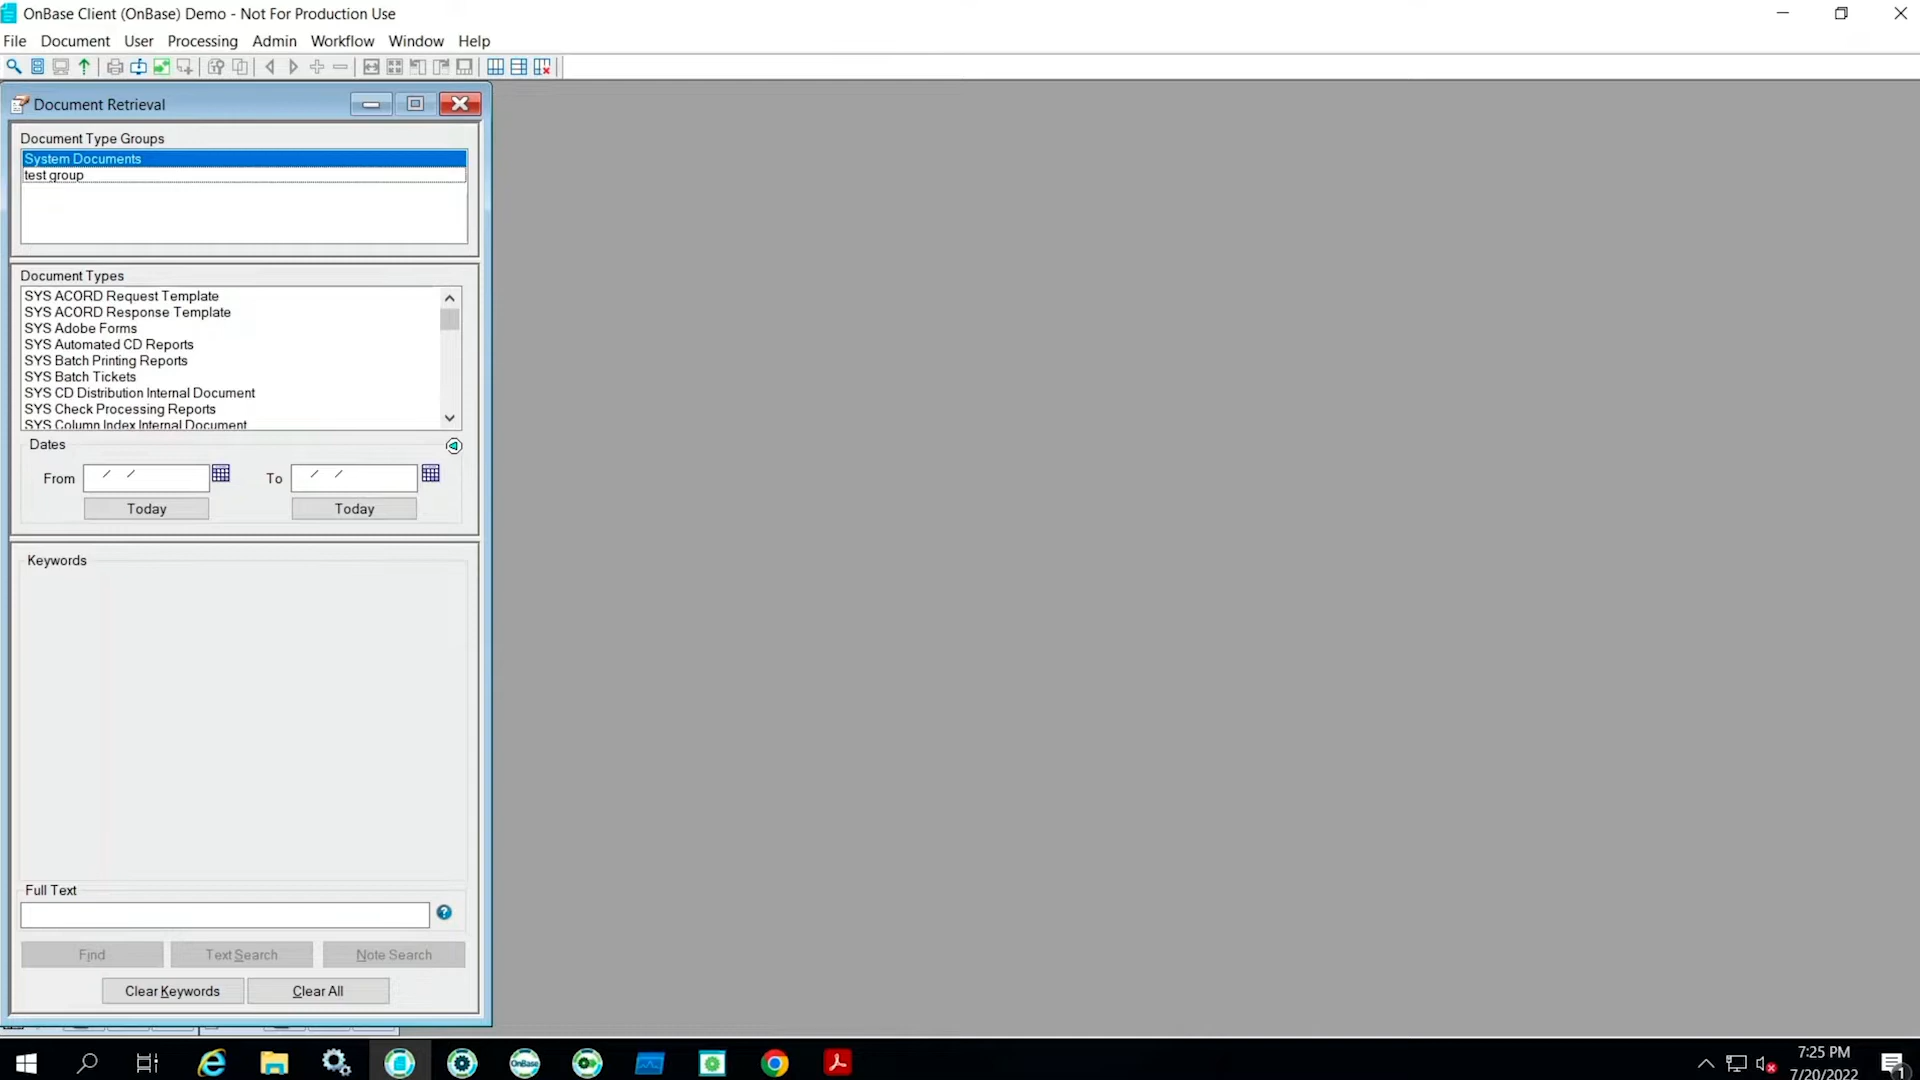 OnBase Client (OnBase) Demo - Not For Production Use
File Document User Processing Admin Workflow Window Help
Document Retrieval
Document Type Groups
System Documents
test group
Document Types
SYS ACORD Request Template
SYS ACORD Response Template
SYS Adobe Forms
SYS Automated CD Reports
SYS Batch Printing Reports
SYS Batch Tickets
SYS CD Distribution Internal Document
SYS Check Processing Reports
SYS Column Index Internal Document
Dates
From / / To / /
Today Today
Keywords
Full Text
Find Text Search Note Search
Clear Keywords Clear All
OnBase
7:25 PM
7/20/2022
1